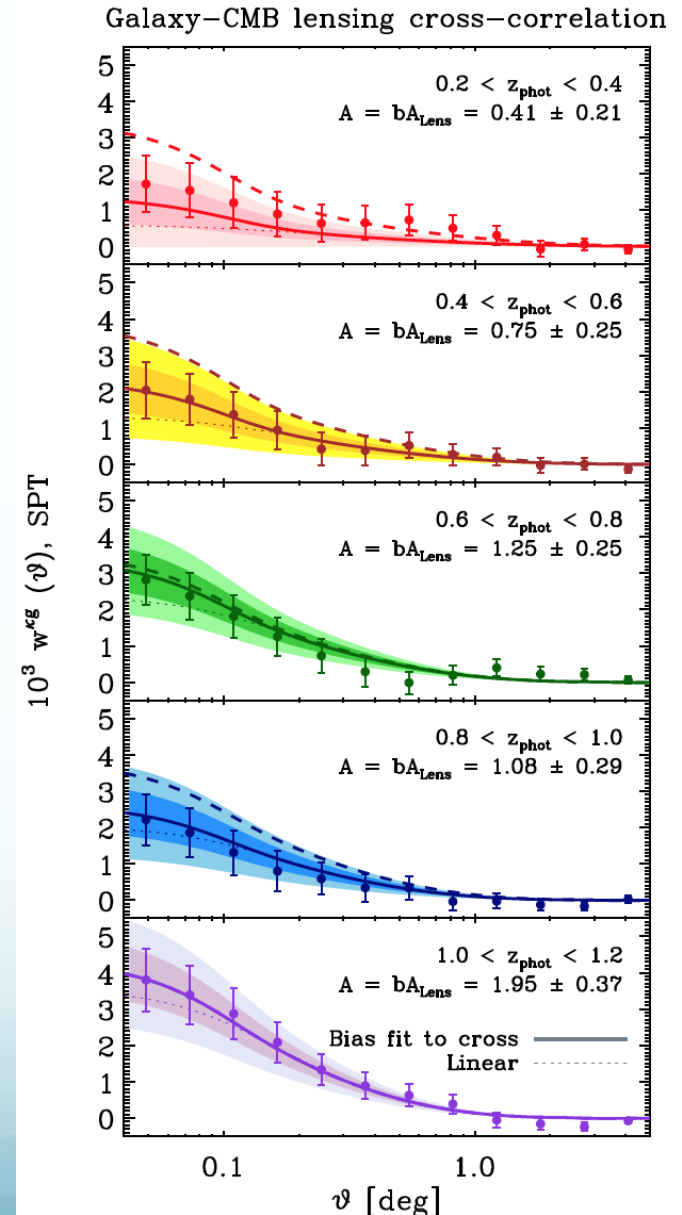 Galaxy−CMB lensing cross−correlation
5
4
3
2
1
0
0.2 < z_phot < 0.4
A = bA_Lens = 0.41 ± 0.21
5
4
3
2
1
0
0.4 < z_phot < 0.6
A = bA_Lens = 0.75 ± 0.25
5
4
3
2
1
0
0.6 < z_phot < 0.8
A = bA_Lens = 1.25 ± 0.25
5
4
3
2
1
0
0.8 < z_phot < 1.0
A = bA_Lens = 1.08 ± 0.29
5
4
3
2
1
0
1.0 < z_phot < 1.2
A = bA_Lens = 1.95 ± 0.37
Bias fit to cross
Linear
10³ w^κg (ϑ), SPT
0.1
1.0
ϑ [deg]